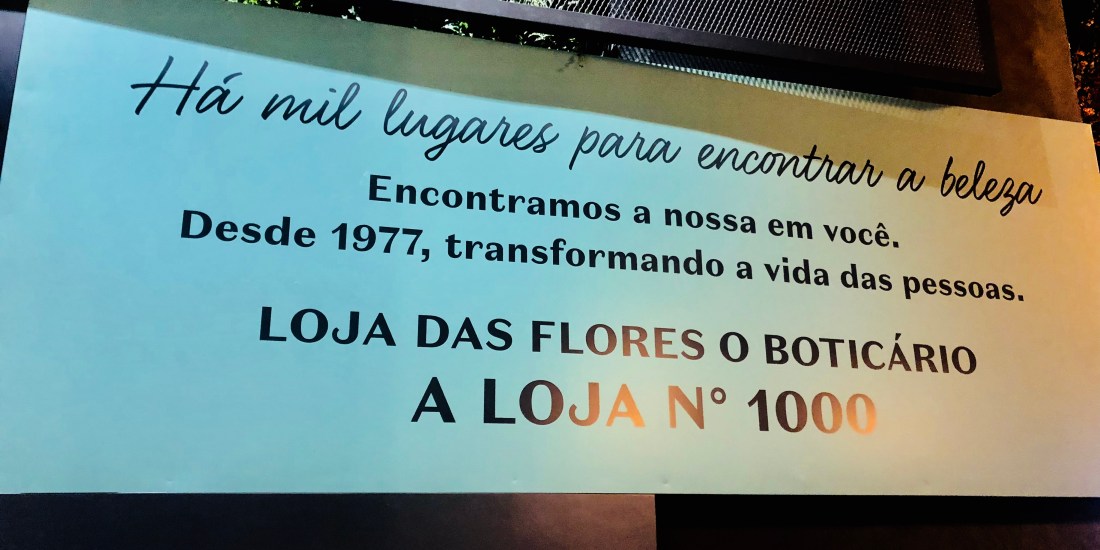 Há mil lugares para encontrar a beleza
Encontramos a nossa em você.
Desde 1977, transformando a vida das pessoas.
LOJA DAS FLORES O BOTICÁRIO
A LOJA N° 1000